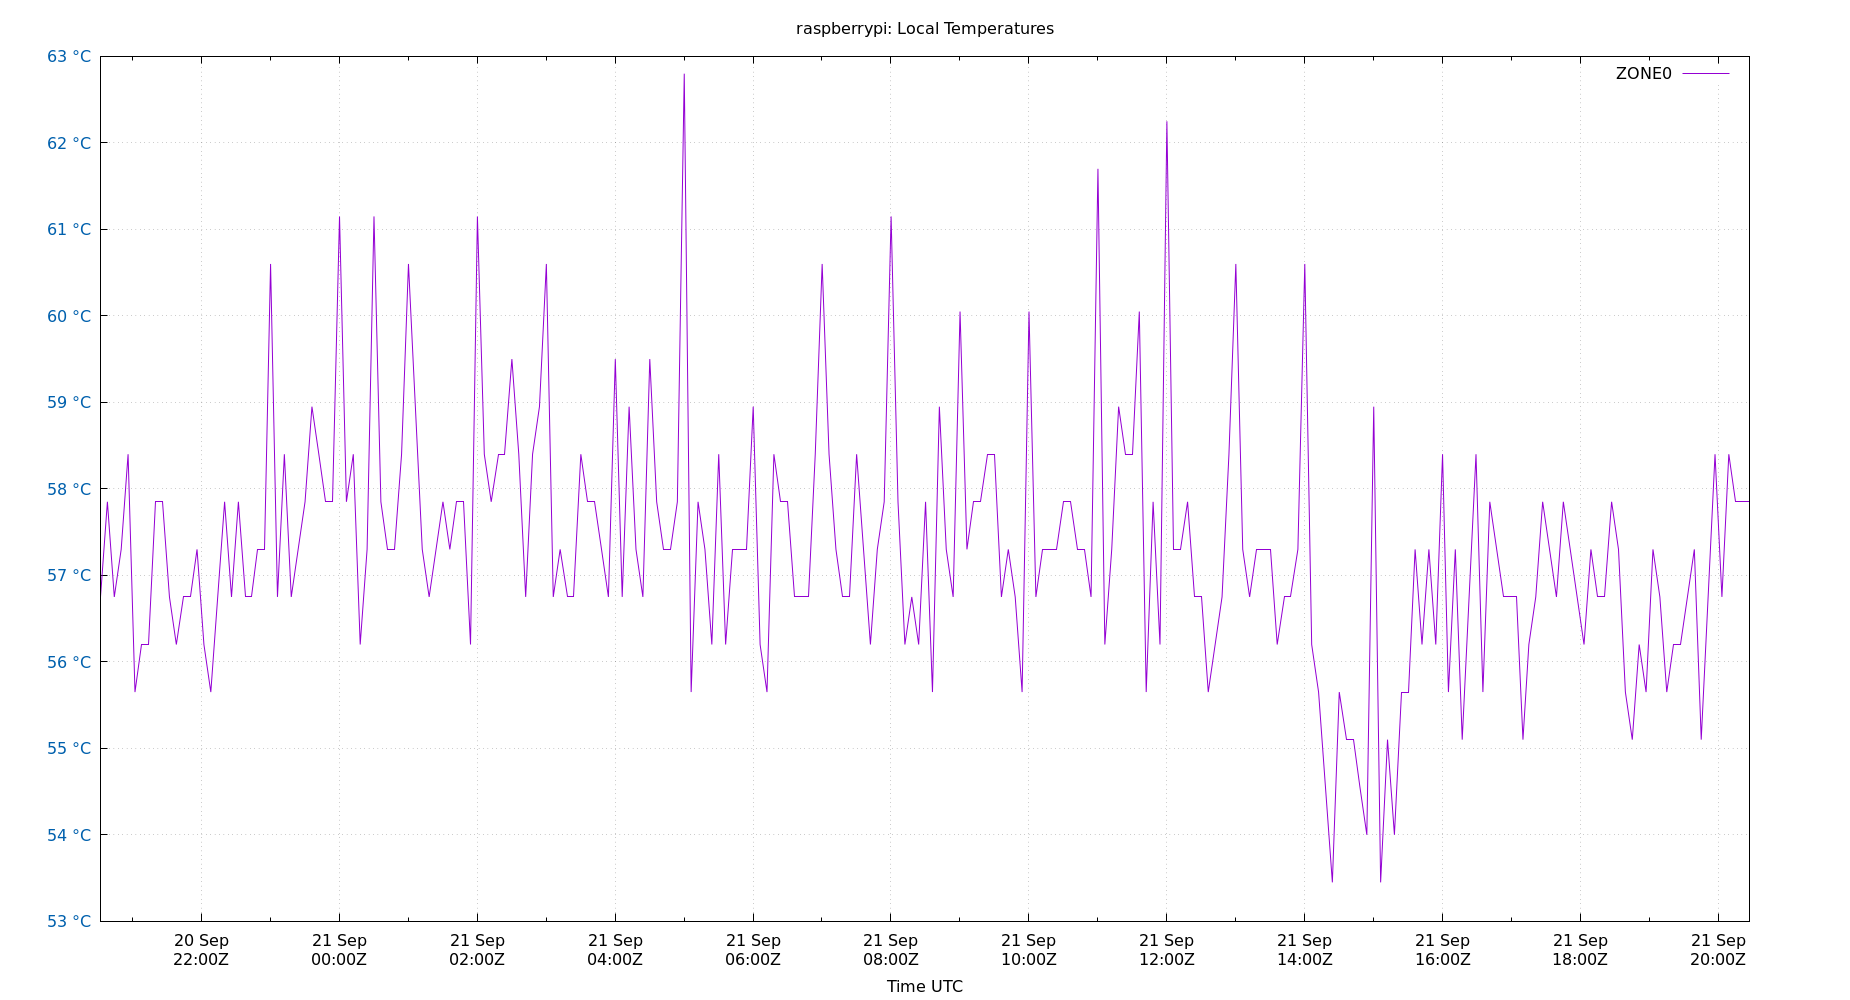 raspberrypi: Local Temperatures
63 °C
ZONE0
62 °C
61 °C
60 °C
59 °C
58 °C
57 °C
56 °C
55 °C
54 °C
53 °C
20 Sep 21 Sep 21 Sep 21 Sep 21 Sep 21 Sep 21 Sep 21 Sep 21 Sep 21 Sep 21 Sep 21 Sep
22:00Z 00:00Z 02:00Z 04:00Z 06:00Z 08:00Z 10:00Z 12:00Z 14:00Z 16:00Z 18:00Z 20:00Z
Time UTC